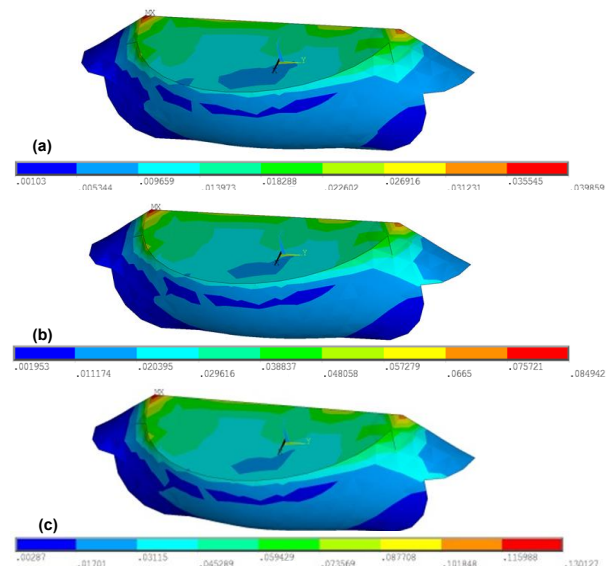 MX
Y
(a)
.00103 .009659 .018288 .026916 .035545
.005344 .013973 .022602 .031231 .039859
MX
Y
(b)
.001953 .020395 .038837 .057279 .075721
.011174 .029616 .048058 .0665 .084942
MX
Y
(c)
.00287 .03115 .059429 .087708 .115988
.01701 .045289 .073569 .101848 .130127